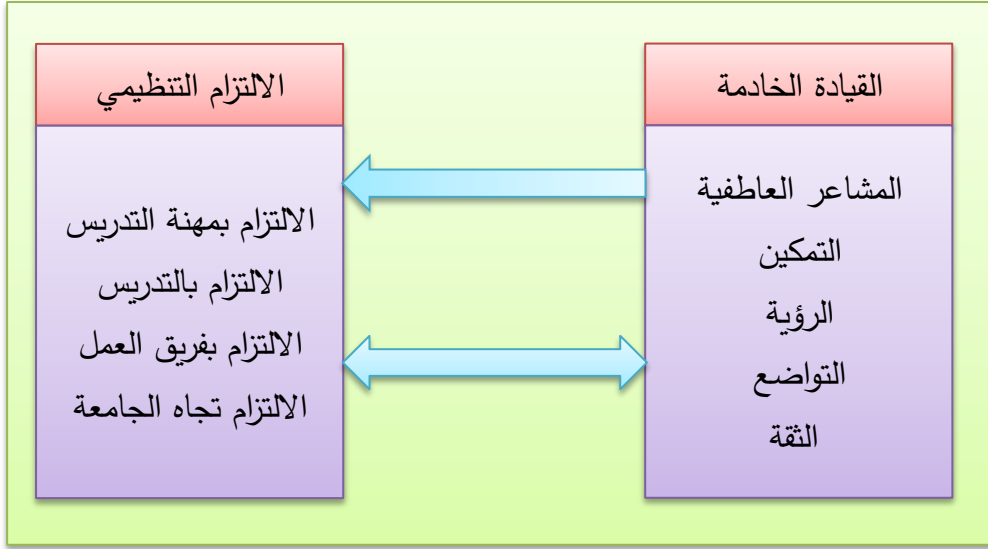 القيادة الخادمة
المشاعر العاطفية
التمكين
الرؤية
التواضع
الثقة
الالتزام التنظيمي
الالتزام بمهنة التدريس
الالتزام بالتدريس
الالتزام بفريق العمل
الالتزام تجاه الجامعة